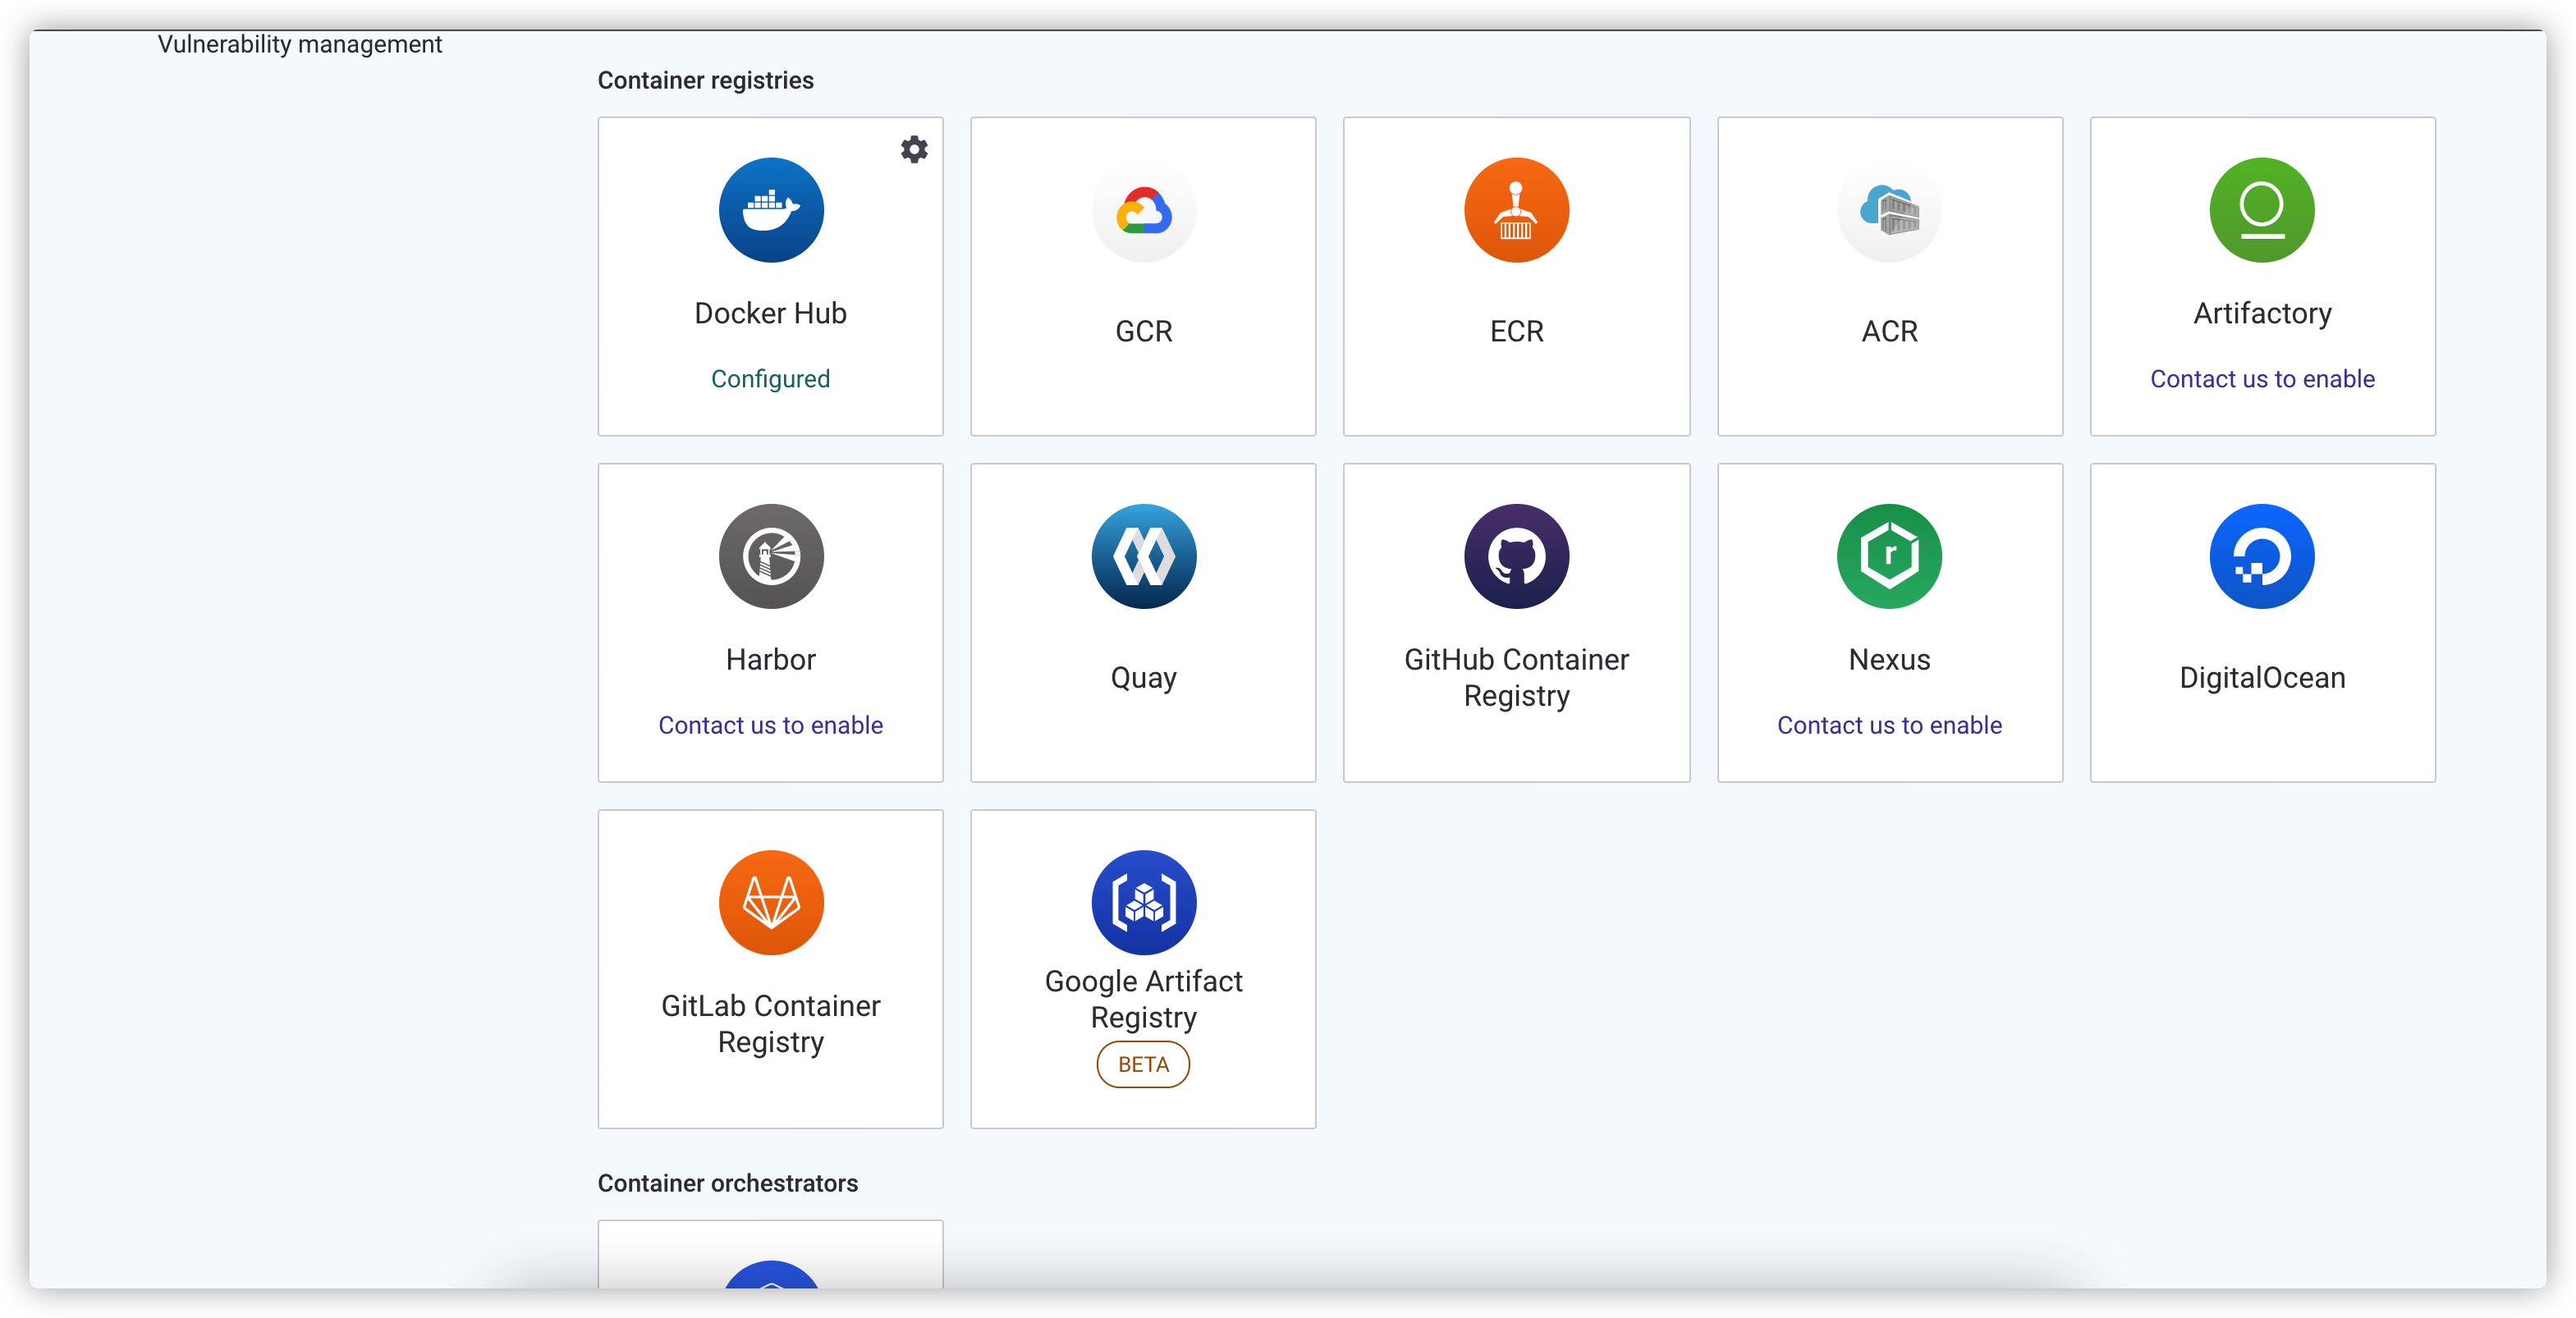 Vulnerability management
Container registries
Docker Hub
Configured
GCR
ECR
ACR
Artifactory
Contact us to enable
Harbor
Contact us to enable
Quay
GitHub Container
Registry
Nexus
Contact us to enable
DigitalOcean
GitLab Container
Registry
Google Artifact
Registry
BETA
Container orchestrators